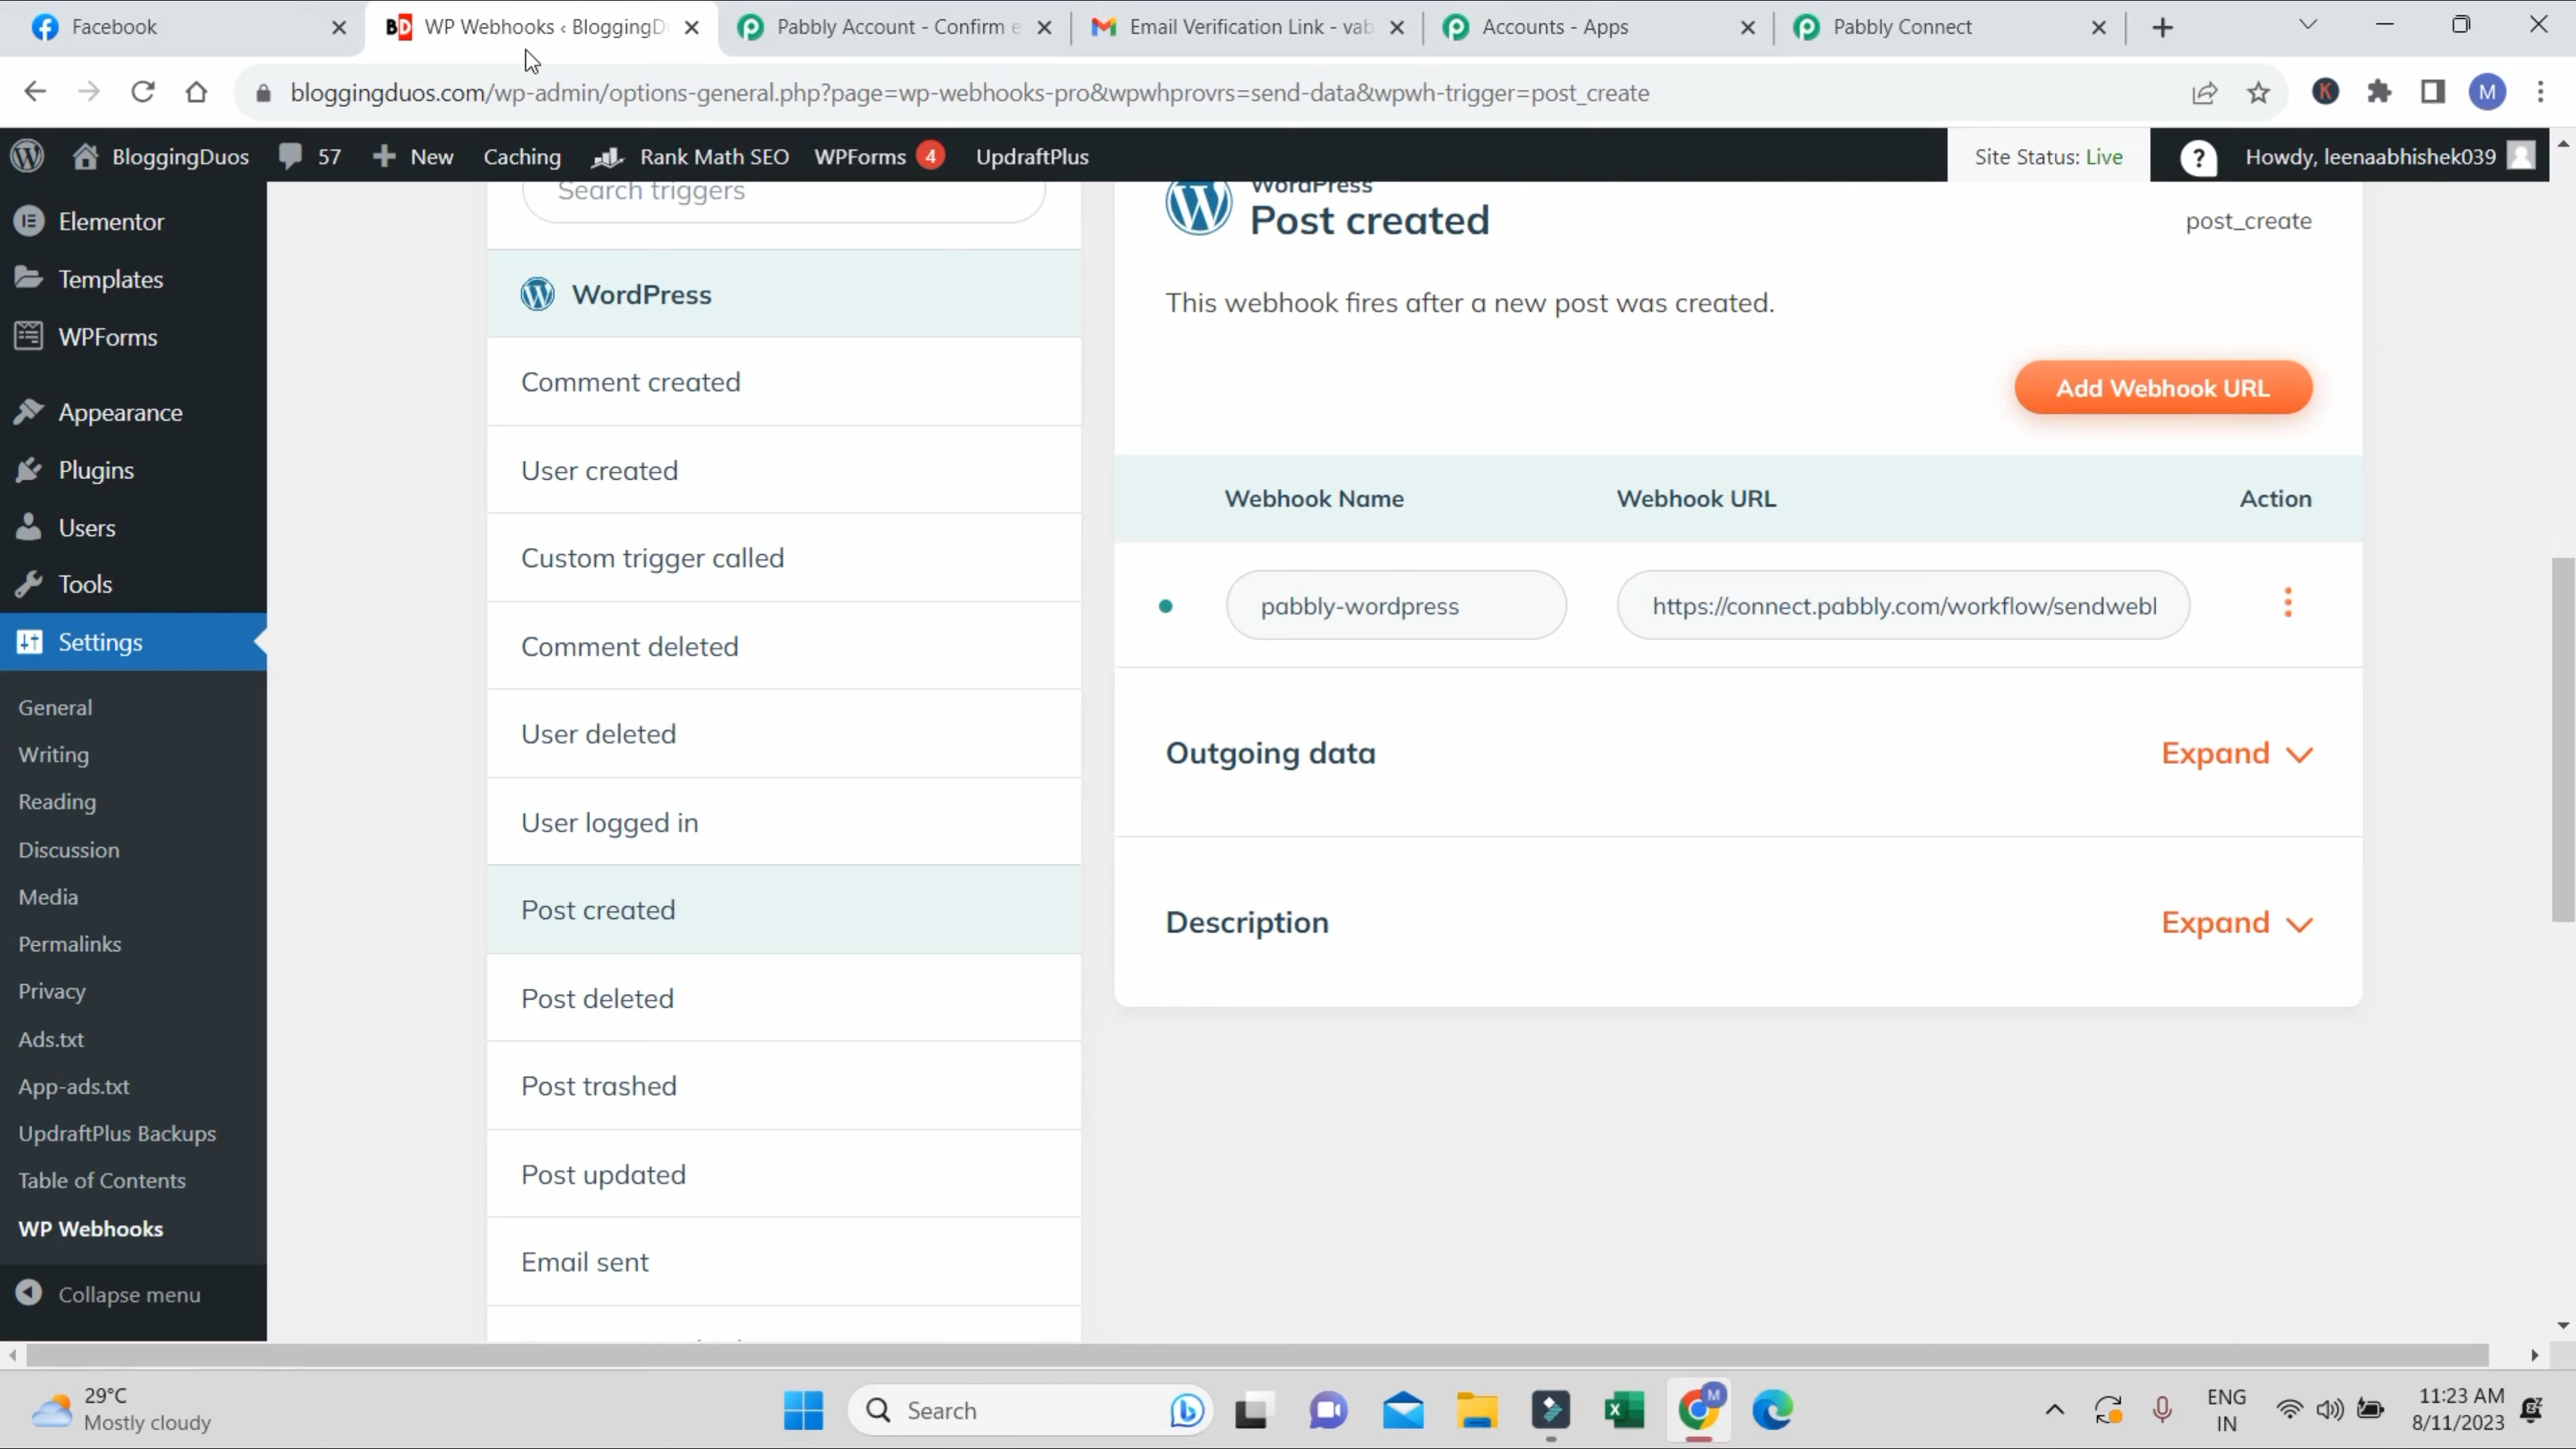 Facebook
WP Webhooks ‹ BloggingD
Pabbly Account - Confirm e
Email Verification Link - vab
Accounts - Apps
Pabbly Connect
bloggingduos.com/wp-admin/options-general.php?page=wp-webhooks-pro&wpwhprovrs=send-data&wpwh-trigger=post_create
K
M
BloggingDuos
57
New
Caching
Rank Math SEO
WPForms 4
UpdraftPlus
Site Status: Live
Howdy, leenaabhishek039
Elementor
Templates
WPForms
Appearance
Plugins
Users
Tools
Settings
General
Writing
Reading
Discussion
Media
Permalinks
Privacy
Ads.txt
App-ads.txt
UpdraftPlus Backups
Table of Contents
WP Webhooks
Collapse menu
Search triggers
WordPress
Comment created
User created
Custom trigger called
Comment deleted
User deleted
User logged in
Post created
Post deleted
Post trashed
Post updated
Email sent
WordPress
Post created
post_create
This webhook fires after a new post was created.
Add Webhook URL
Webhook Name
Webhook URL
Action
pabbly-wordpress
https://connect.pabbly.com/workflow/sendwebl
Outgoing data
Expand
Description
Expand
29°C
Mostly cloudy
Search
M
ENG
IN
11:23 AM
8/11/2023